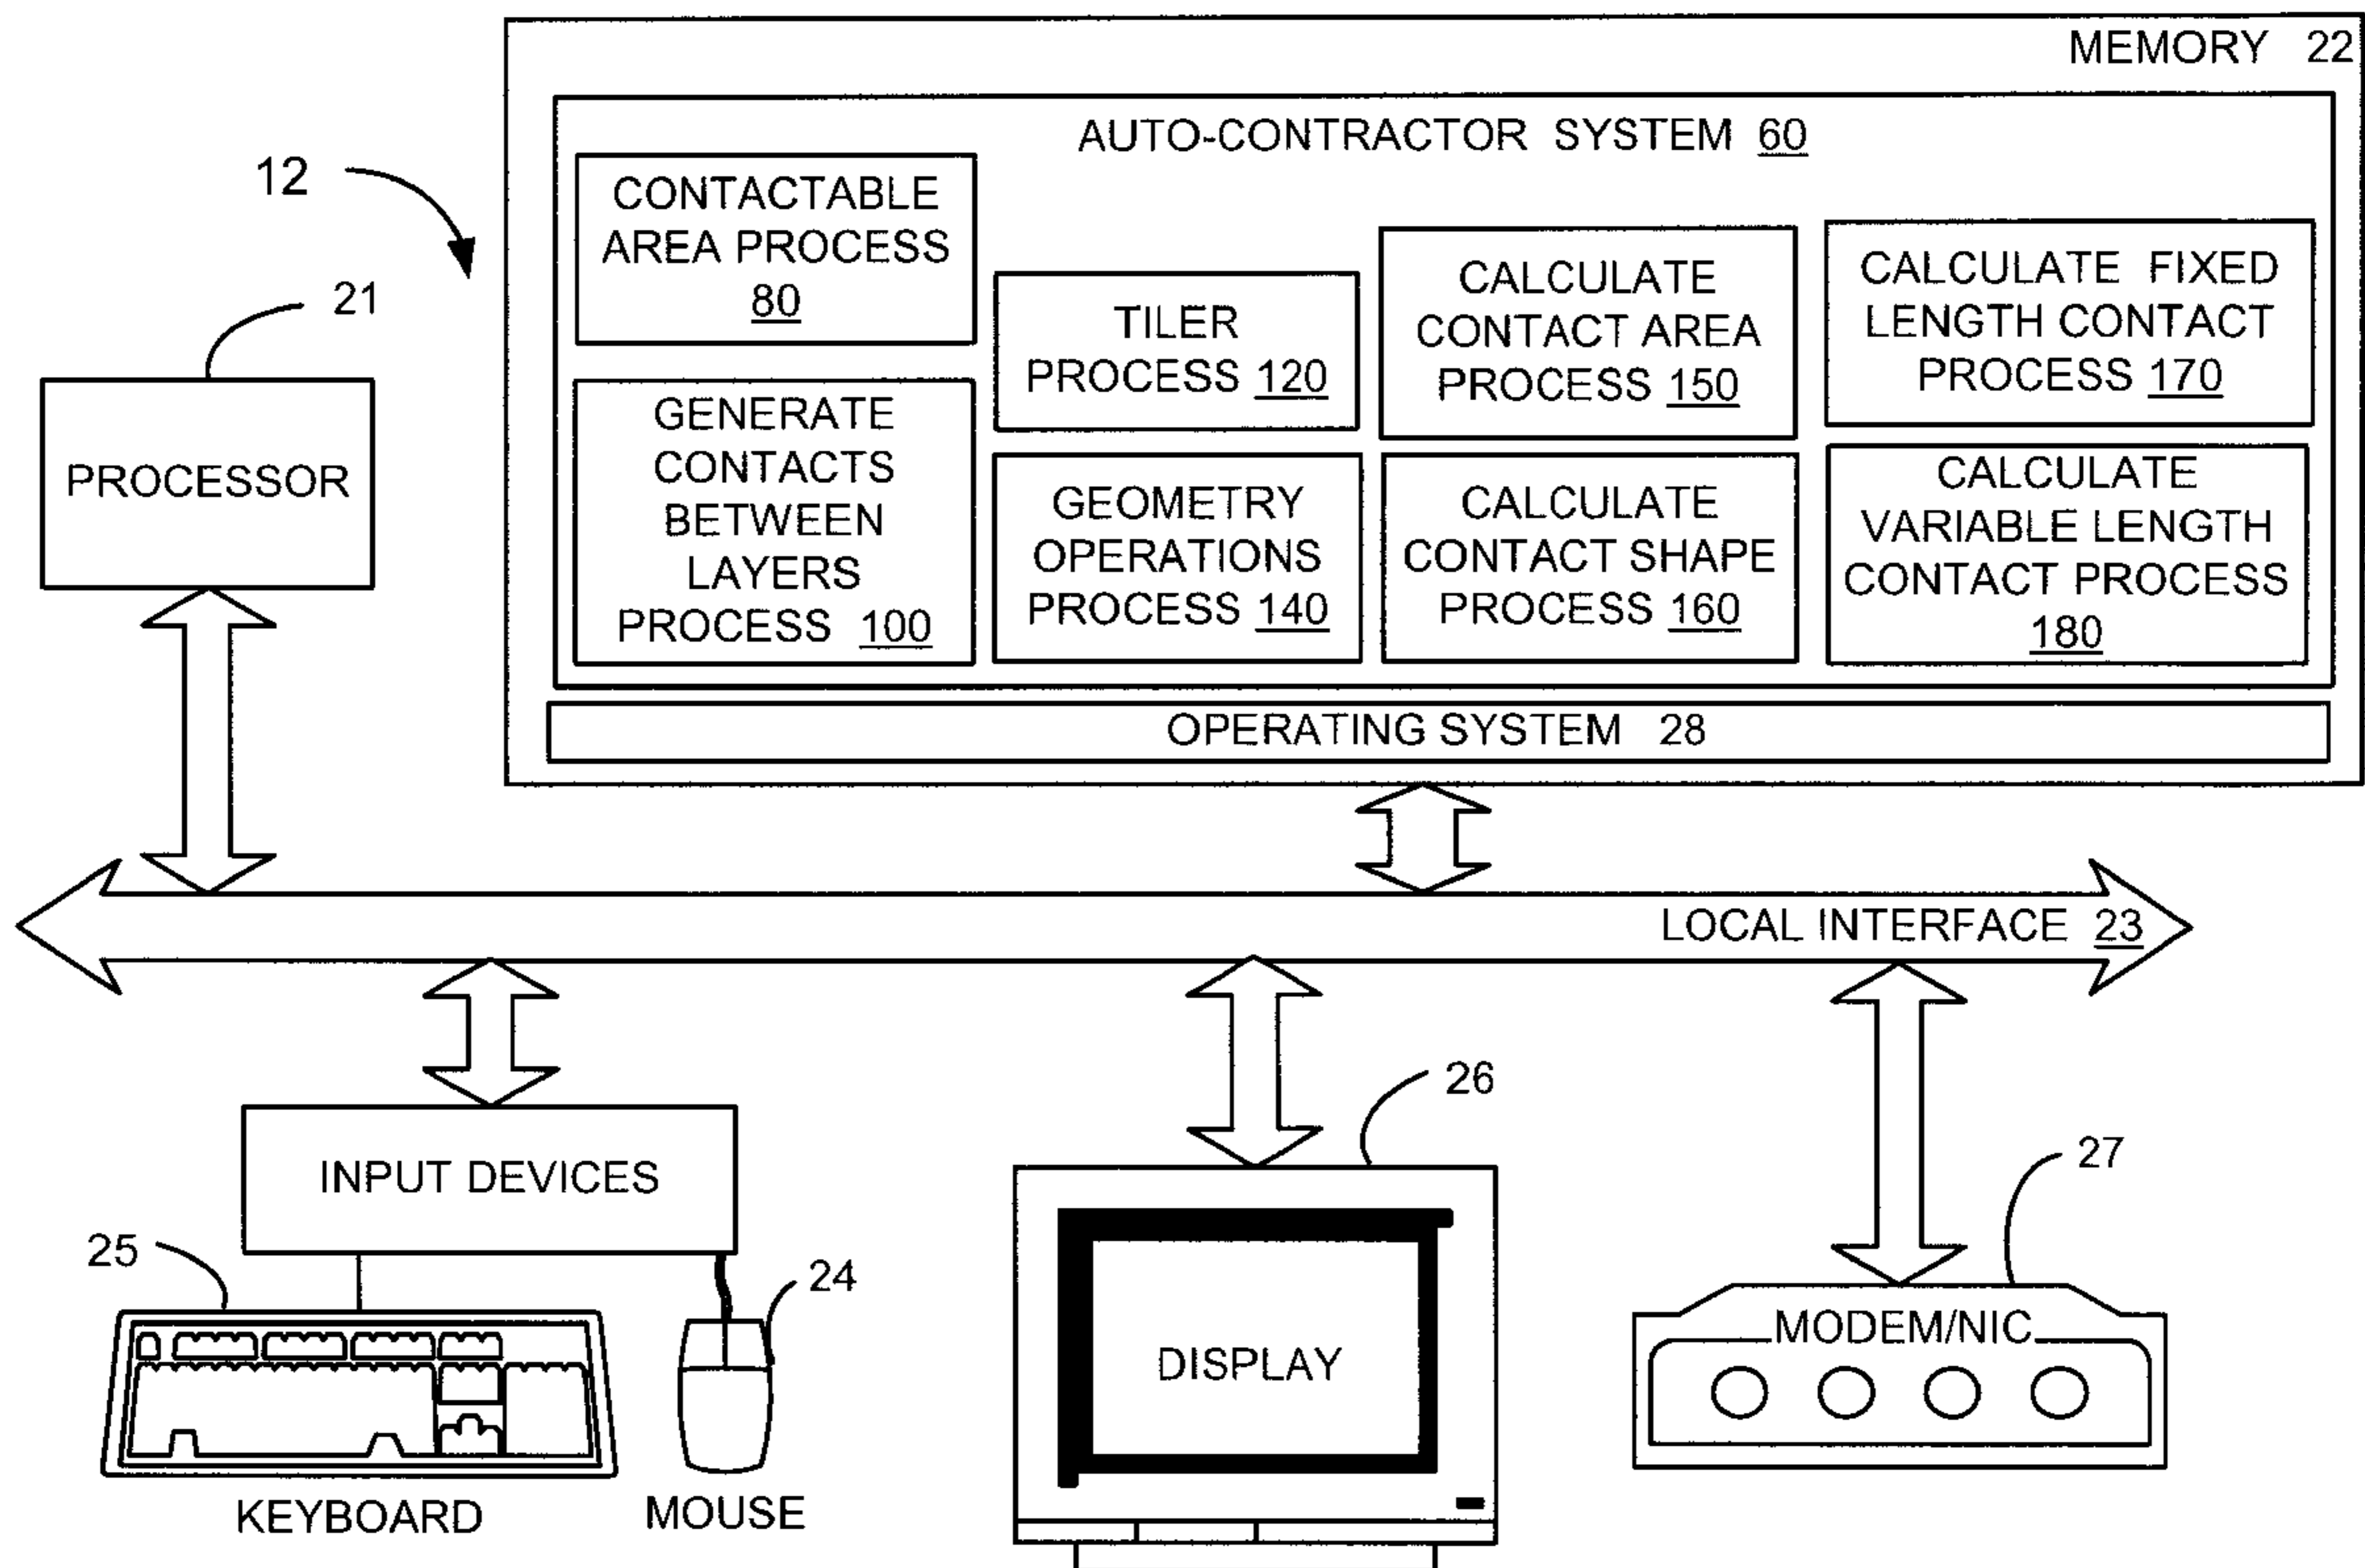 MEMORY 22
AUTO-CONTRACTOR SYSTEM 60
12
CONTACTABLE
AREA PROCESS
80
GENERATE
CONTACTS
BETWEEN
LAYERS
PROCESS 100
TILER
PROCESS 120
GEOMETRY
OPERATIONS
PROCESS 140
CALCULATE
CONTACT AREA
PROCESS 150
CALCULATE
CONTACT SHAPE
PROCESS 160
CALCULATE FIXED
LENGTH CONTACT
PROCESS 170
CALCULATE
VARIABLE LENGTH
CONTACT PROCESS
180
OPERATING SYSTEM 28
21
PROCESSOR
LOCAL INTERFACE 23
INPUT DEVICES
25
KEYBOARD
24
MOUSE
26
DISPLAY
27
MODEM/NIC